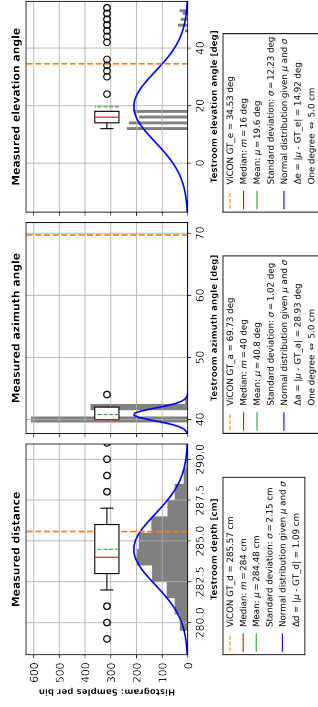 Measured distance
Histogram: Samples per bin
600
500
400
300
200
100
0
280.0
282.5
285.0
287.5
290.0
Testroom depth [cm]
ViCON GT_d = 285.57 cm
Median: m = 284 cm
Mean: μ = 284.48 cm
Standard deviation: σ = 2.15 cm
Normal distribution given μ and σ
Δd = |μ - GT_d| = 1.09 cm
Measured azimuth angle
40
50
60
70
Testroom azimuth angle [deg]
ViCON GT_a = 69.73 deg
Median: m = 40 deg
Mean: μ = 40.8 deg
Standard deviation: σ = 1.02 deg
Normal distribution given μ and σ
Δa = |μ - GT_a| = 28.93 deg
One degree ⇔ 5.0 cm
Measured elevation angle
0
20
40
Testroom elevation angle [deg]
ViCON GT_e = 34.53 deg
Median: m = 16 deg
Mean: μ = 19.6 deg
Standard deviation: σ = 12.23 deg
Normal distribution given μ and σ
Δe = |μ - GT_e| = 14.92 deg
One degree ⇔ 5.0 cm